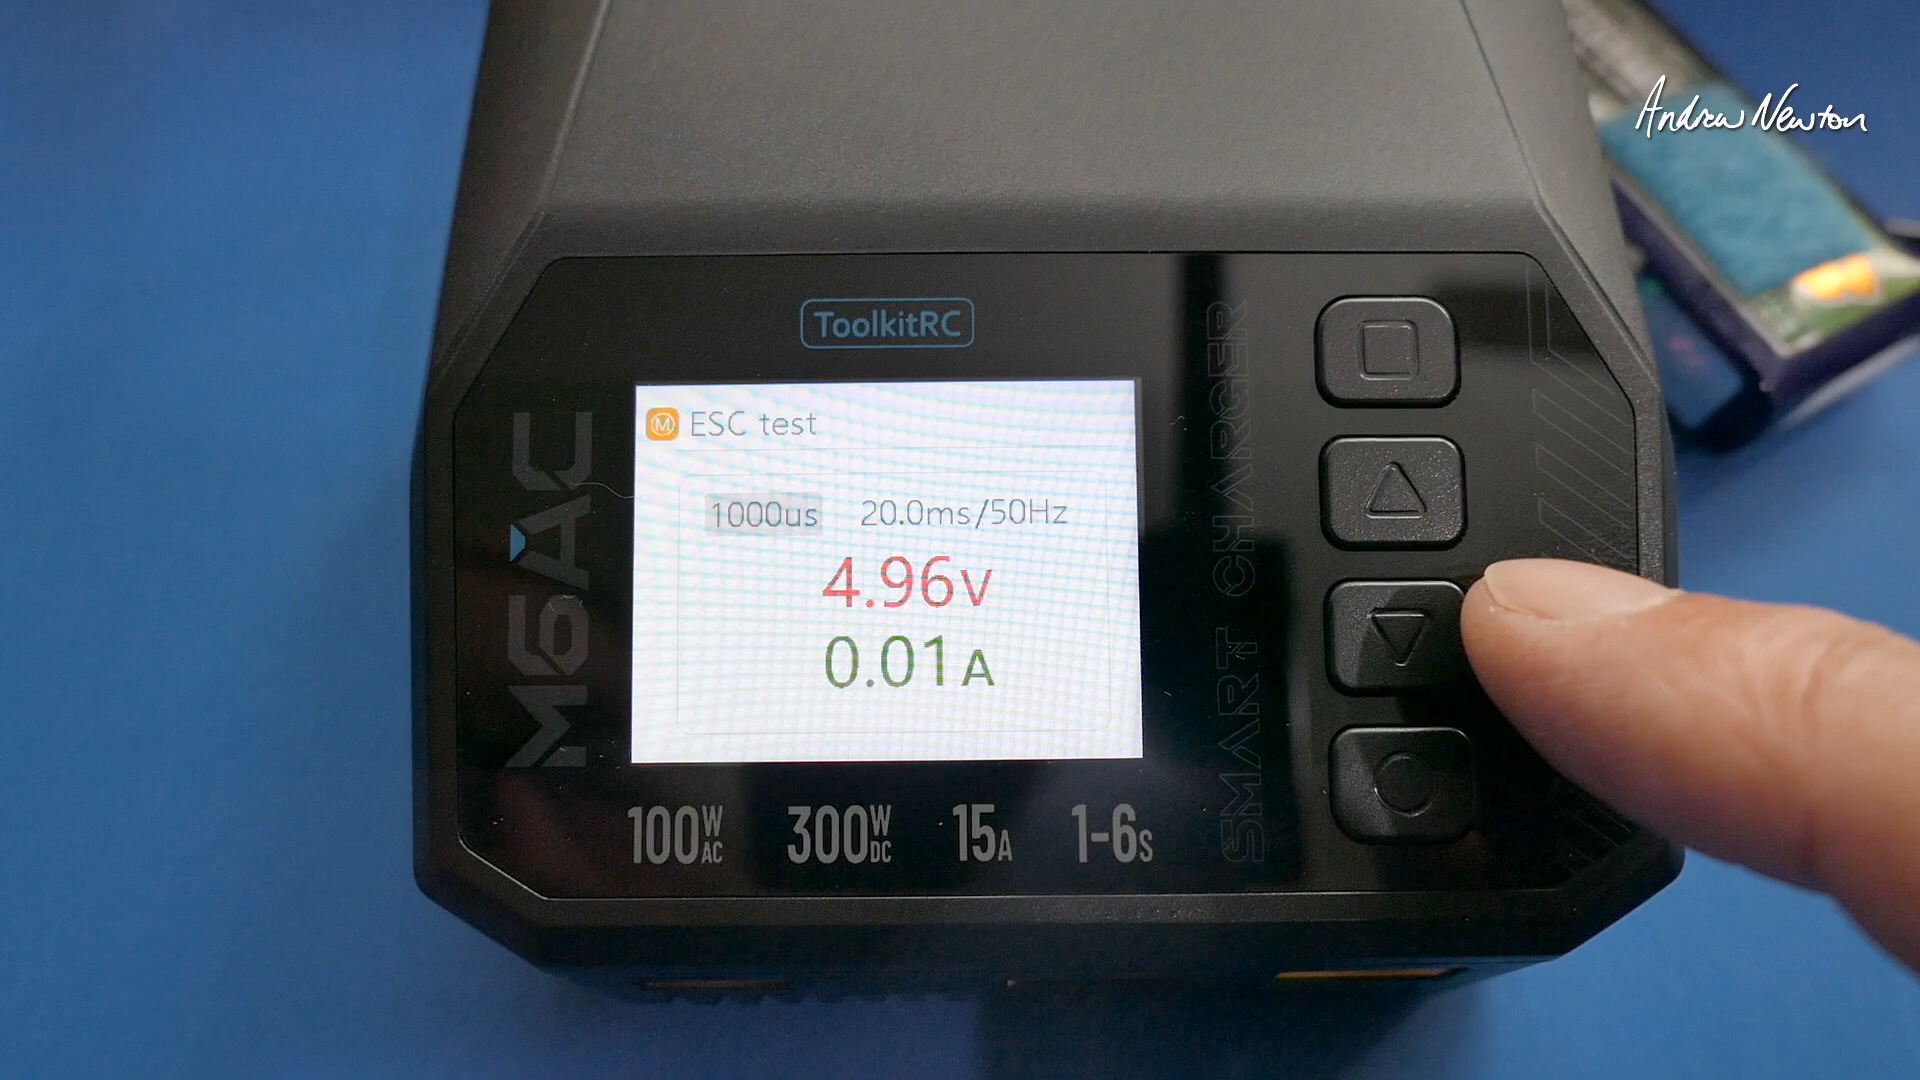 Andrew Newton
ToolkitRC
M ESC test
1000us 20.0ms/50Hz
4.96V
0.01A
M6AC
SMART CHARGER
100W AC 300W DC 15A 1-6S